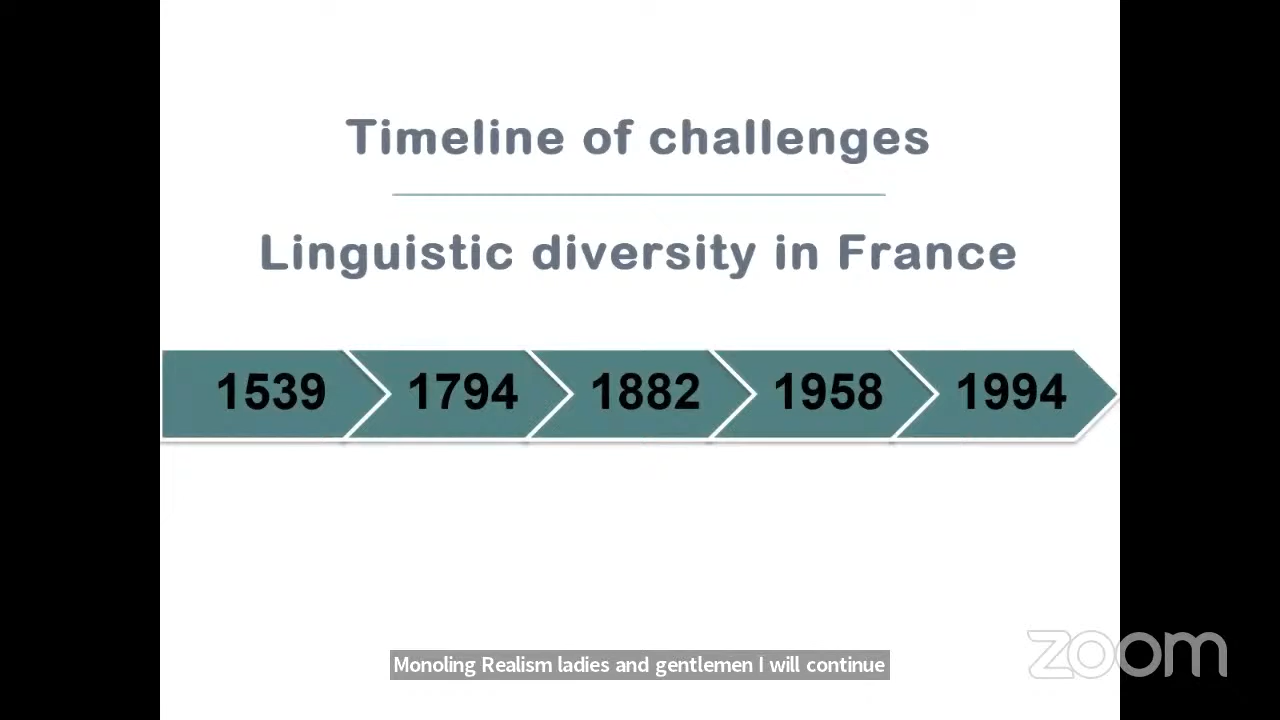 Timeline of challenges
Linguistic diversity in France
1539 1794 1882 1958 1994
Monoling Realism ladies and gentlemen I will continue
zoom